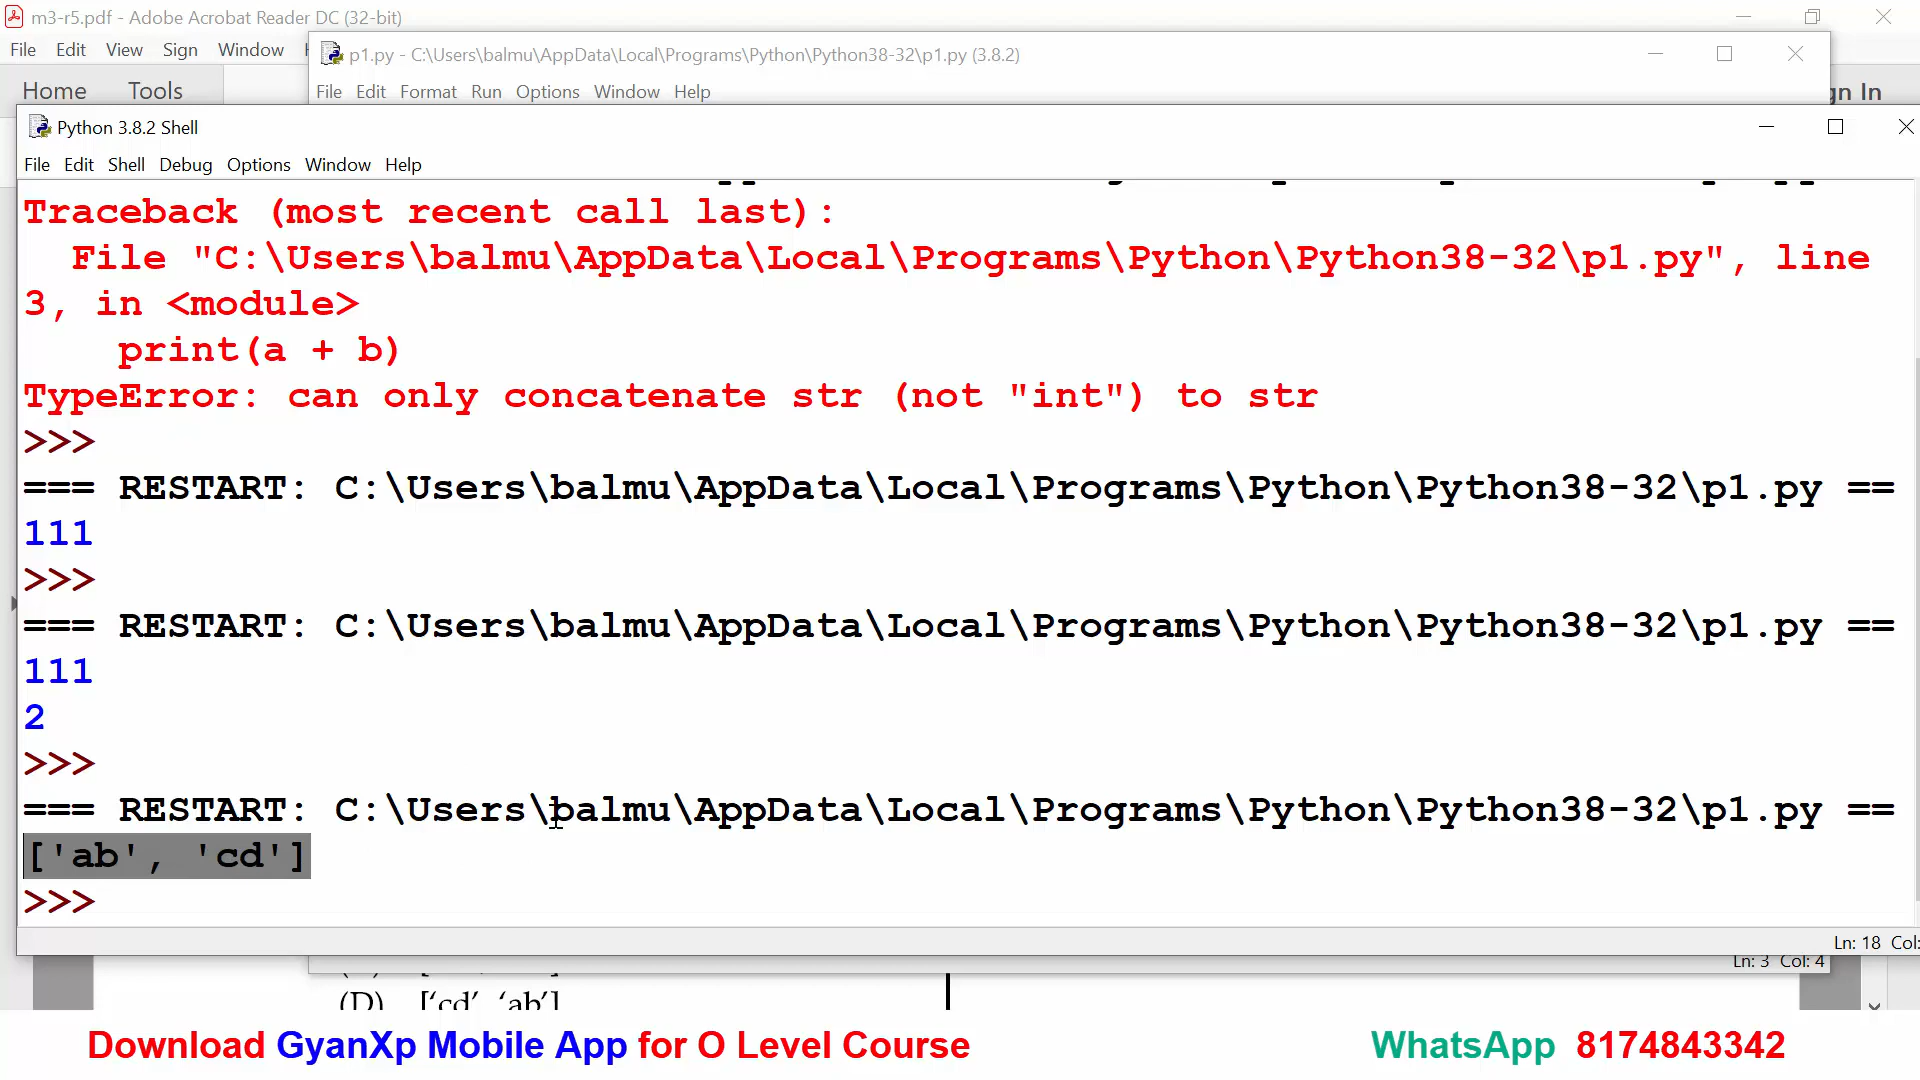 m3-r5.pdf - Adobe Acrobat Reader DC (32-bit)
File Edit View Sign Window
p1.py - C:\Users\balmu\AppData\Local\Programs\Python\Python38-32\p1.py (3.8.2)
Home Tools
File Edit Format Run Options Window Help
gn In
Python 3.8.2 Shell
File Edit Shell Debug Options Window Help
Traceback (most recent call last):
  File "C:\Users\balmu\AppData\Local\Programs\Python\Python38-32\p1.py", line
3, in <module>
    print(a + b)
TypeError: can only concatenate str (not "int") to str
>>>
=== RESTART: C:\Users\balmu\AppData\Local\Programs\Python\Python38-32\p1.py ==
111
>>>
=== RESTART: C:\Users\balmu\AppData\Local\Programs\Python\Python38-32\p1.py ==
111
2
>>>
=== RESTART: C:\Users\balmu\AppData\Local\Programs\Python\Python38-32\p1.py ==
['ab', 'cd']
>>>
Ln: 18 Col:
Ln: 3 Col: 4
(D) [‘cd’, ‘ab’]
Download GyanXp Mobile App for O Level Course
WhatsApp 8174843342